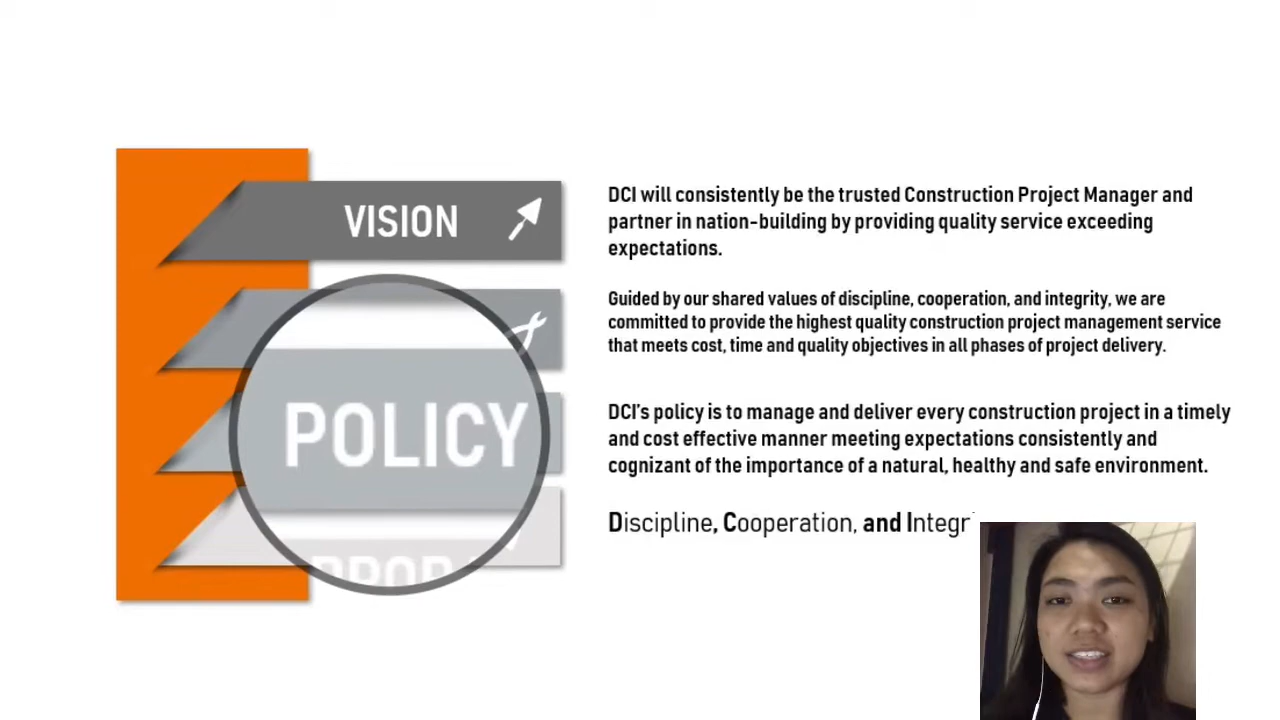 VISION
DCI will consistently be the trusted Construction Project Manager and
partner in nation-building by providing quality service exceeding
expectations.
Guided by our shared values of discipline, cooperation, and integrity, we are
committed to provide the highest quality construction project management service
that meets cost, time and quality objectives in all phases of project delivery.
POLICY
DCI's policy is to manage and deliver every construction project in a timely
and cost effective manner meeting expectations consistently and
cognizant of the importance of a natural, healthy and safe environment.
Discipline, Cooperation, and Integr